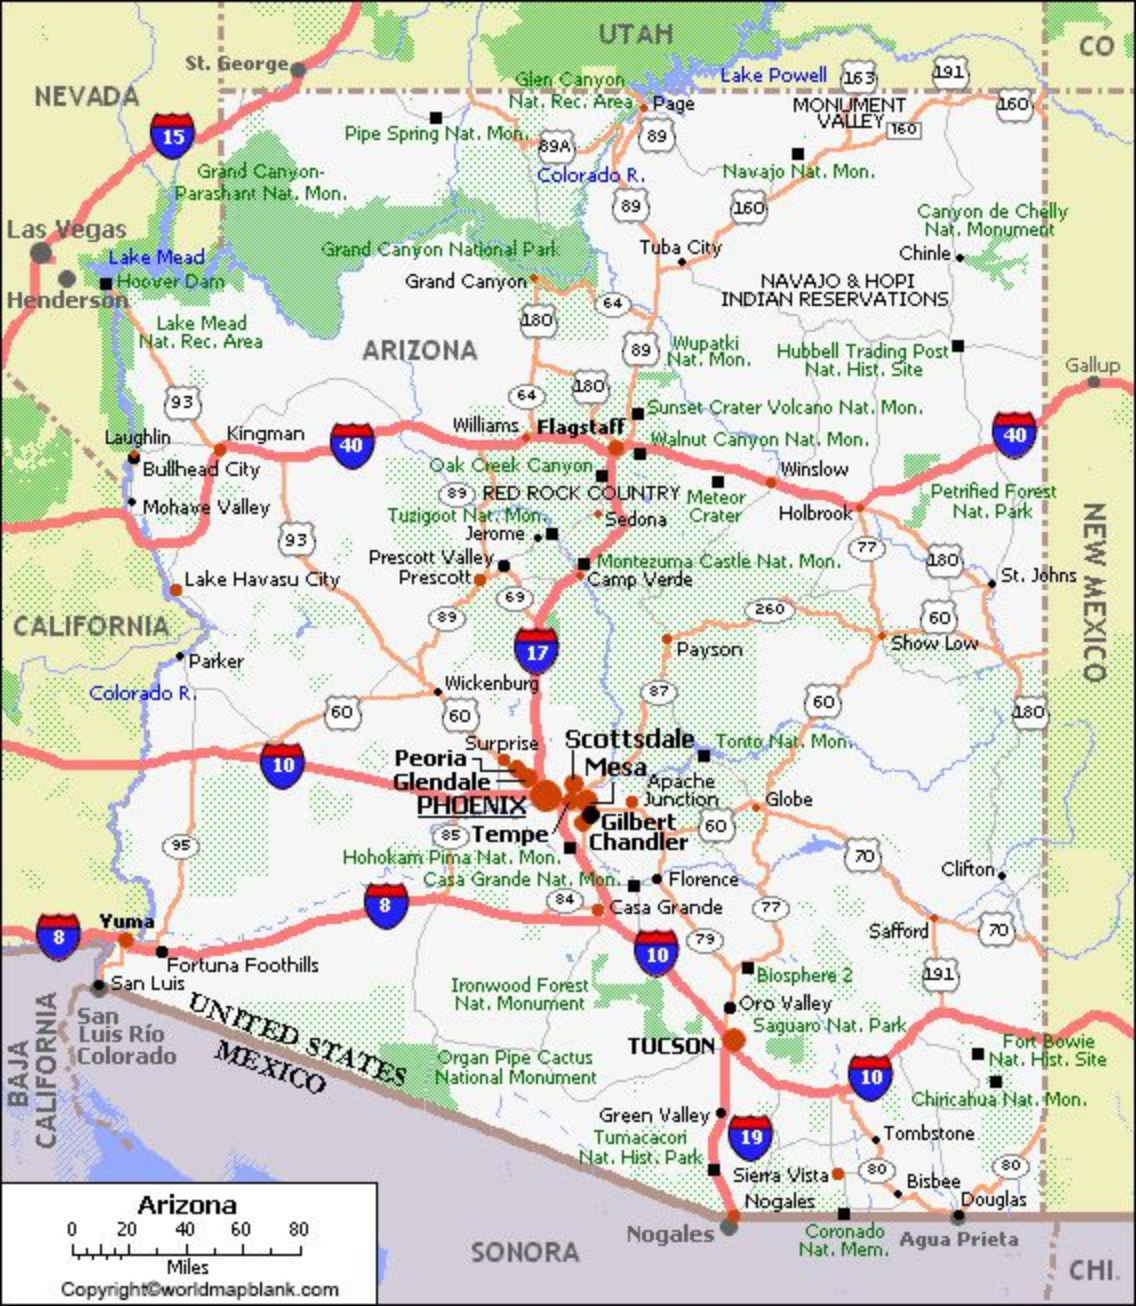 UTAH
CO
St. George
Glen Canyon
Nat. Rec. Area
Lake Powell
163
191
NEVADA
Page
MONUMENT
VALLEY
160
160
15
Pipe Spring Nat. Mon.
89A
89
Grand Canyon-
Parashant Nat. Mon.
Colorado R.
Navajo Nat. Mon.
89
160
Canyon de Chelly
Nat. Monument
Las Vegas
Lake Mead
Grand Canyon National Park
Tuba City
Chinle
Hoover Dam
Grand Canyon
NAVAJO & HOPI
INDIAN RESERVATIONS
Henderson
64
Lake Mead
Nat. Rec. Area
180
ARIZONA
89
Wupatki
Nat. Mon.
Hubbell Trading Post
Nat. Hist. Site
Gallup
93
64
180
Sunset Crater Volcano Nat. Mon.
Laughlin
Kingman
40
Williams
Flagstaff
Walnut Canyon Nat. Mon.
40
Bullhead City
Oak Creek Canyon
Winslow
89
RED ROCK COUNTRY
Meteor
Crater
Petrified Forest
Nat. Park
Mohave Valley
Tuzigoot Nat. Mon.
Sedona
Holbrook
93
Jerome
77
NEW MEXICO
Prescott Valley
Montezuma Castle Nat. Mon.
180
Lake Havasu City
Prescott
Camp Verde
St. Johns
69
89
260
60
CALIFORNIA
17
Payson
Show Low
Parker
Colorado R.
Wickenburg
87
60
60
60
180
Surprise
Scottsdale
Tonto Nat. Mon.
10
Peoria
Mesa
Glendale
Apache
Junction
PHOENIX
Globe
95
85
Tempe
Gilbert
60
Chandler
70
Hohokam Pima Nat. Mon.
Casa Grande Nat. Mon.
Florence
Clifton
8
84
Casa Grande
77
8
Yuma
79
Safford
70
10
Fortuna Foothills
Biosphere 2
191
San Luis
Ironwood Forest
Nat. Monument
Oro Valley
UNITED STATES
MEXICO
San
Luis Río
Colorado
Saguaro Nat. Park
BAJA
CALIFORNIA
TUCSON
Fort Bowie
Nat. Hist. Site
Organ Pipe Cactus
National Monument
10
Chiricahua Nat. Mon.
Green Valley
19
Tumacacori
Nat. Hist. Park
Tombstone
Sierra Vista
80
80
Bisbee
Nogales
Douglas
Nogales
Coronado
Nat. Mem.
Agua Prieta
SONORA
CHI.
Arizona
0 20 40 60 80
Miles
Copyright©worldmapblank.com